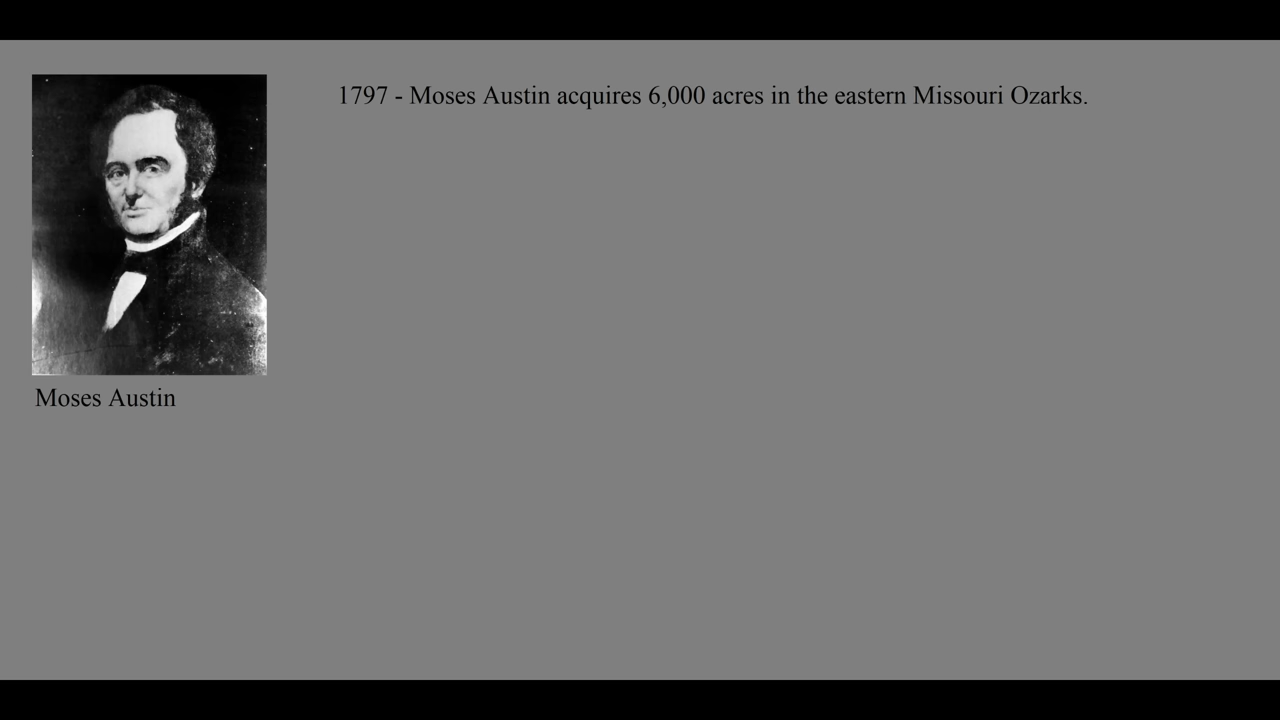 1797 - Moses Austin acquires 6,000 acres in the eastern Missouri Ozarks.
Moses Austin